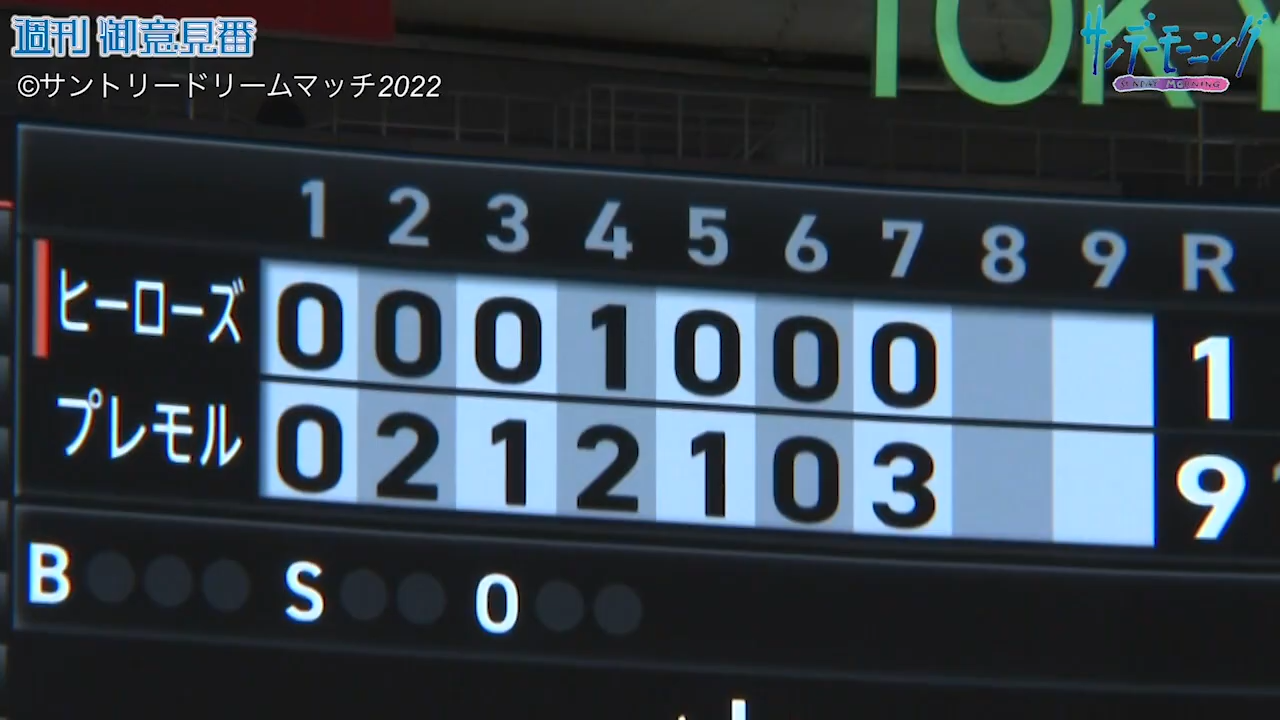 週刊 御意見番
サンデーモーニング
SUNDAY MORNING
©サントリードリームマッチ2022
TOKY
1 2 3 4 5 6 7 8 9 R
ヒーローズ 0 0 0 1 0 0 0 1
プレモル 0 2 1 2 1 0 3 9
B S O